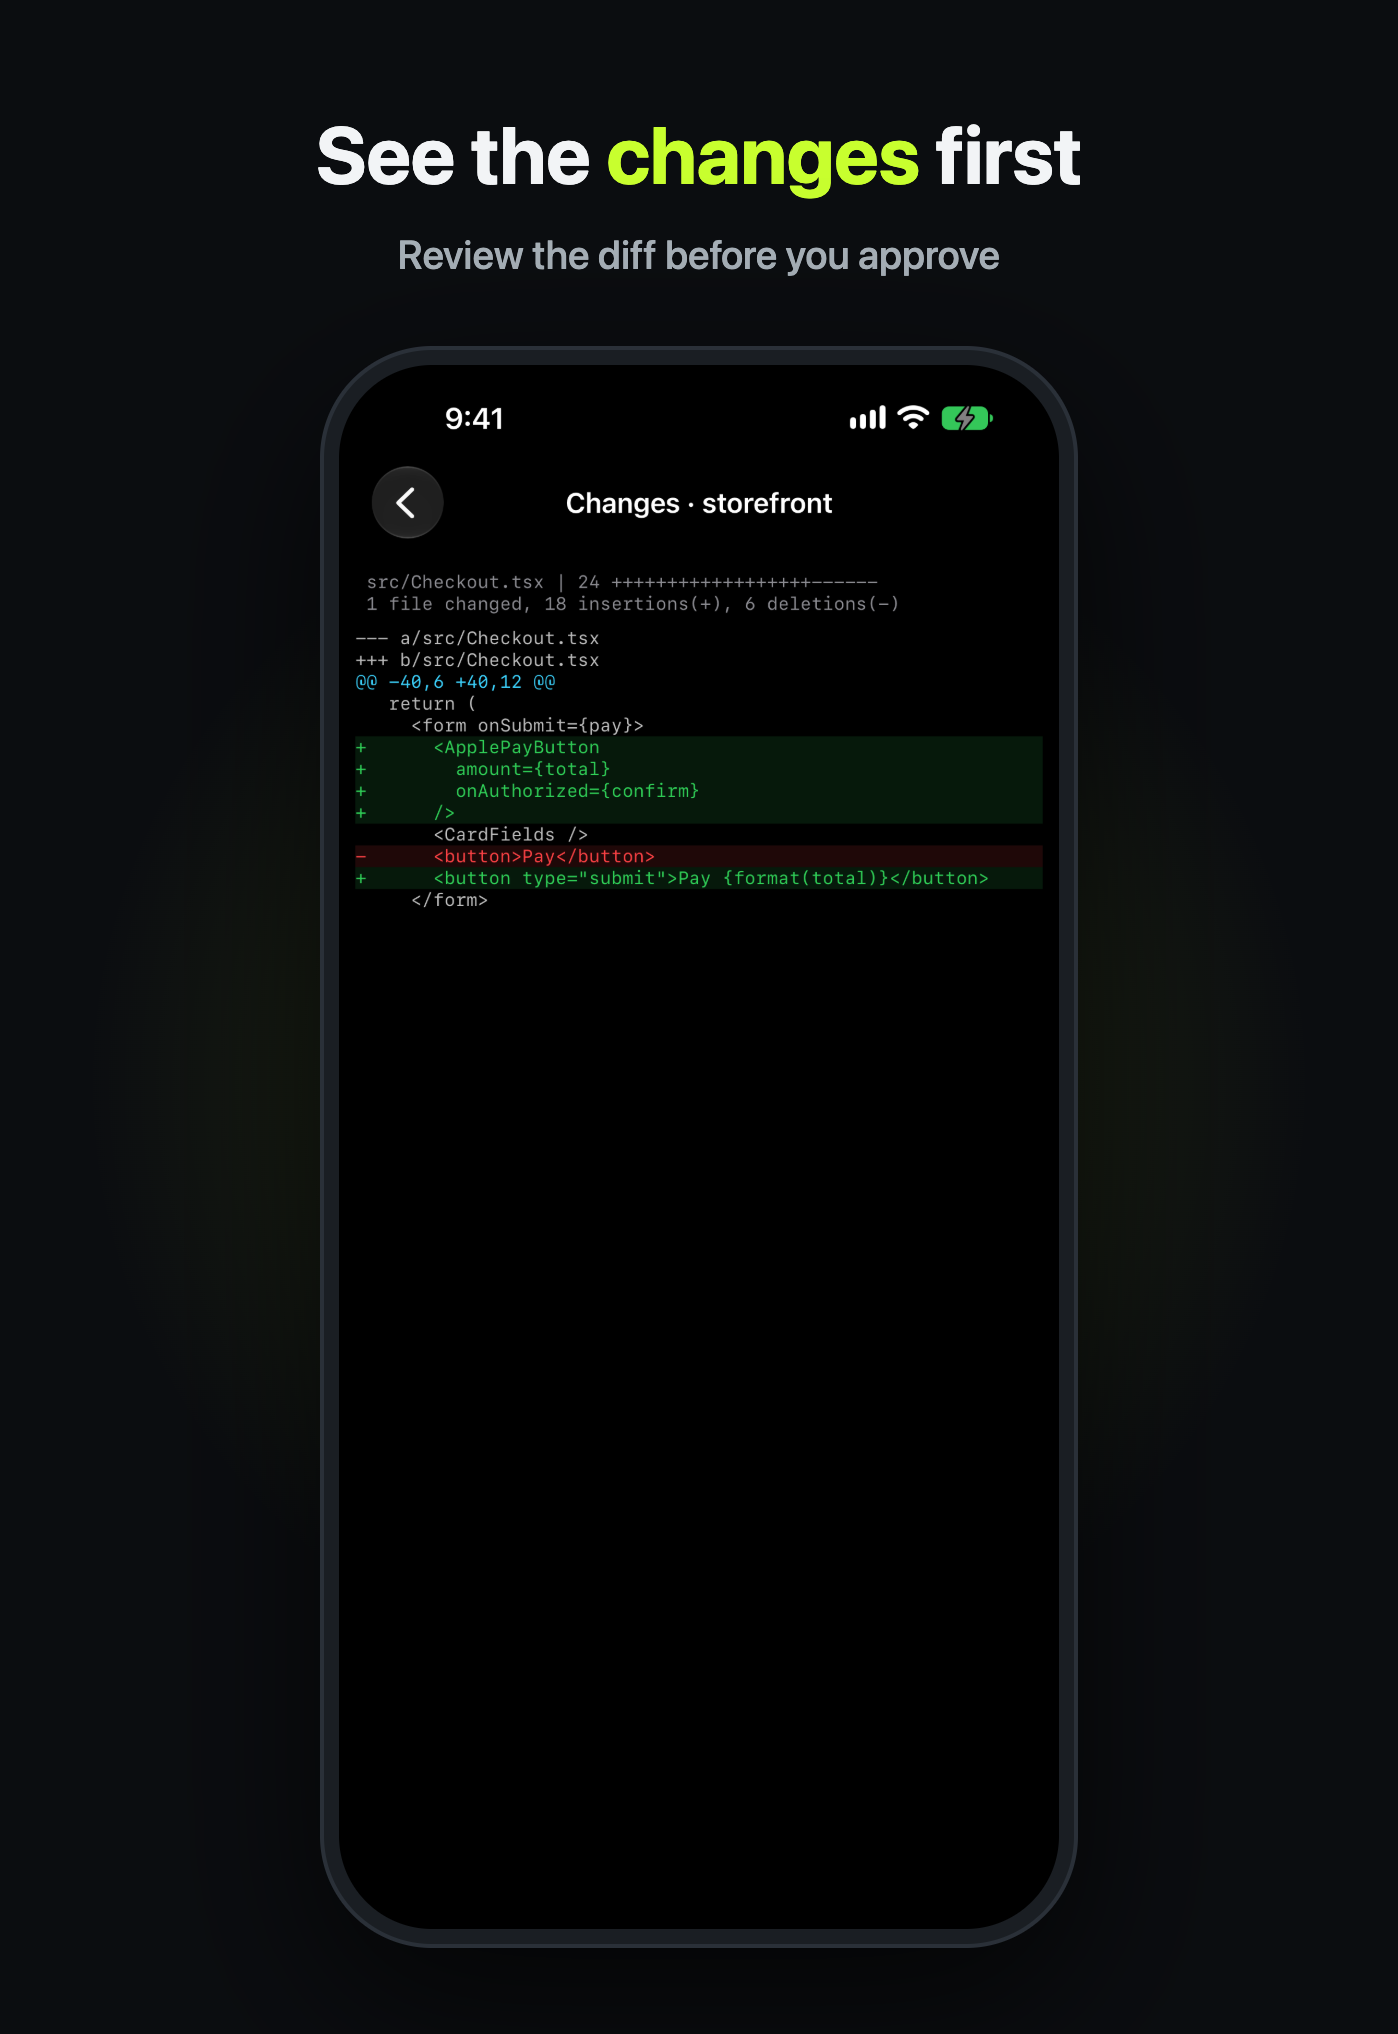 See the changes first
Review the diff before you approve
9:41
Changes · storefront
src/Checkout.tsx | 24 ++++++++++++++++++------
1 file changed, 18 insertions(+), 6 deletions(-)
--- a/src/Checkout.tsx
+++ b/src/Checkout.tsx
@@ -40,6 +40,12 @@
return (
<form onSubmit={pay}>
+ <ApplePayButton
+ amount={total}
+ onAuthorized={confirm}
+ />
<CardFields />
- <button>Pay</button>
+ <button type="submit">Pay {format(total)}</button>
</form>